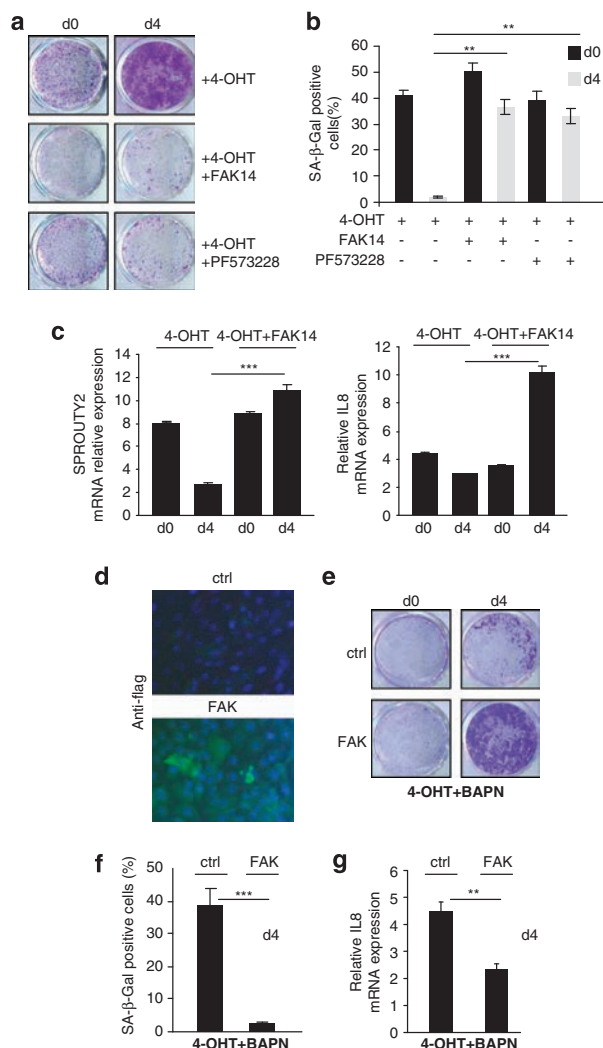 a
d0 d4
+4-OHT
+4-OHT
+FAK14
+4-OHT
+PF573228
b
SA-β-Gal positive
cells(%)
60
50
40
30
20
10
0
**
**
d0
d4
4-OHT + + + + + +
FAK14 - - + + - -
PF573228 - - - - + +
c
4-OHT 4-OHT+FAK14
SPROUTY2
mRNA relative expression
14
12
10
8
6
4
2
0
***
d0 d4 d0 d4
4-OHT 4-OHT+FAK14
Relative IL8
mRNA expression
12
10
8
6
4
2
0
***
d0 d4 d0 d4
d
ctrl
Anti-flag
FAK
e
d0 d4
ctrl
FAK
4-OHT+BAPN
f
SA-β-Gal positive cells (%)
50
40
30
20
10
0
ctrl FAK
***
d4
4-OHT+BAPN
g
Relative IL8
mRNA expression
6
5
4
3
2
1
0
ctrl FAK
**
d4
4-OHT+BAPN